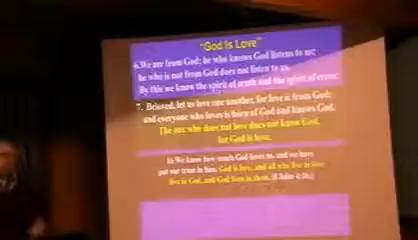 "God Is Love"
6.We are from God; he who knows God listens to us;
he who is not from God does not listen to us.
By this we know the spirit of truth and the spirit of error.
7. Beloved, let us love one another, for love is from God;
and everyone who loves is born of God and knows God.
The one who does not love does not know God,
for God is love.
16 We know how much God loves us, and we have
put our trust in him. God is love, and all who live in love
live in God, and God lives in them. (I John 4:16.)